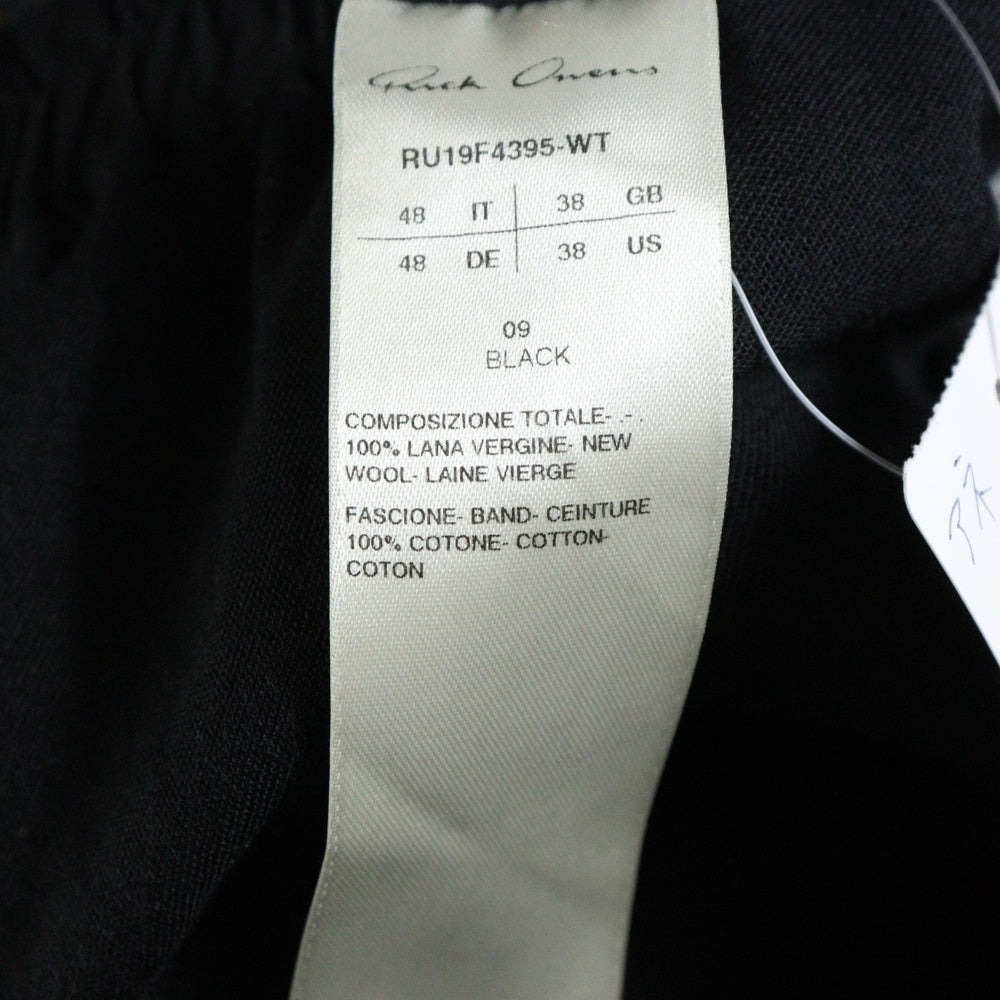 Rick Owens
RU19F4395-WT
48 IT 38 GB
48 DE 38 US
09
BLACK
COMPOSIZIONE TOTALE- .- .
100% LANA VERGINE- NEW
WOOL- LAINE VIERGE
FASCIONE- BAND- CEINTURE
100% COTONE- COTTON-
COTON